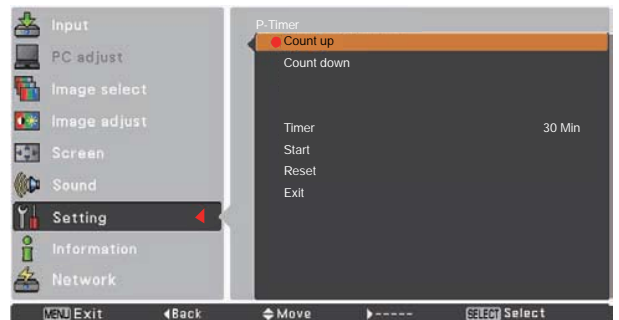 Input
PC adjust
Image select
Image adjust
Screen
Sound
Setting
Information
Network
P-Timer
Count up
Count down
Timer 30 Min
Start
Reset
Exit
MENU Exit ◀Back Move ▶----- SELECT Select